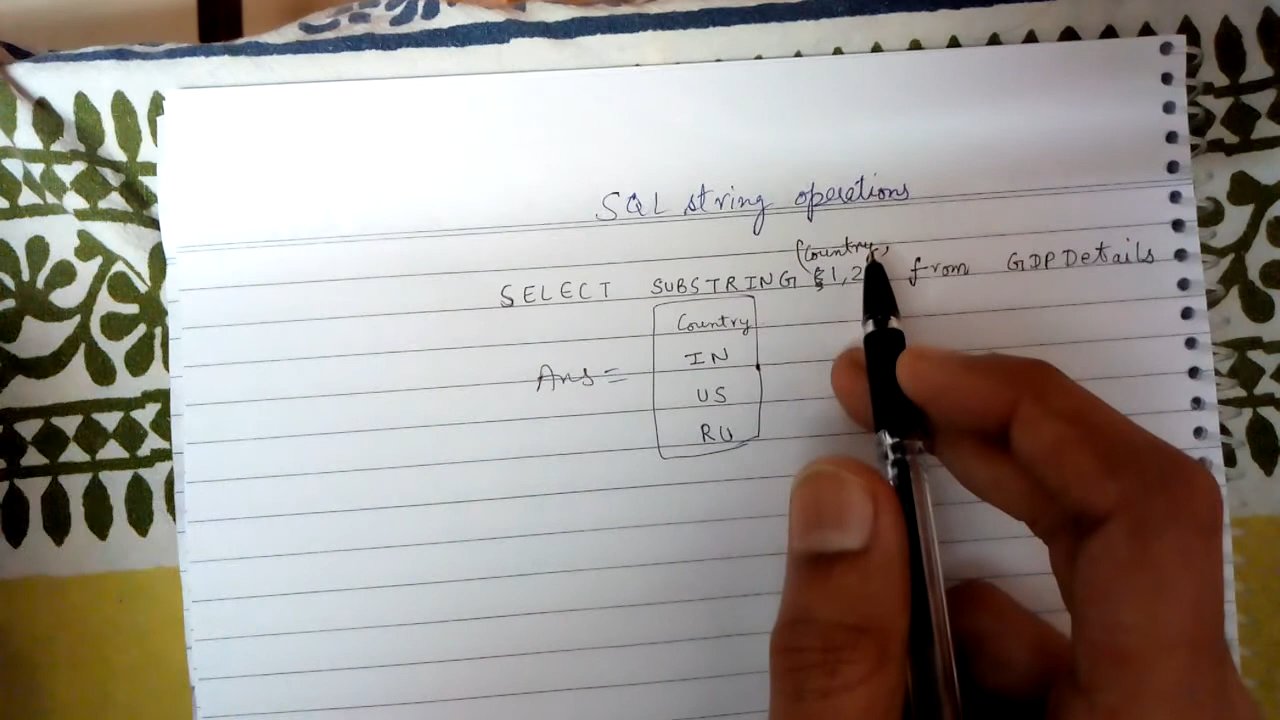 SQL string operations
(Country,
SELECT SUBSTRING 1,2 from GDPDetails
Country
IN
Ans =
US
RU